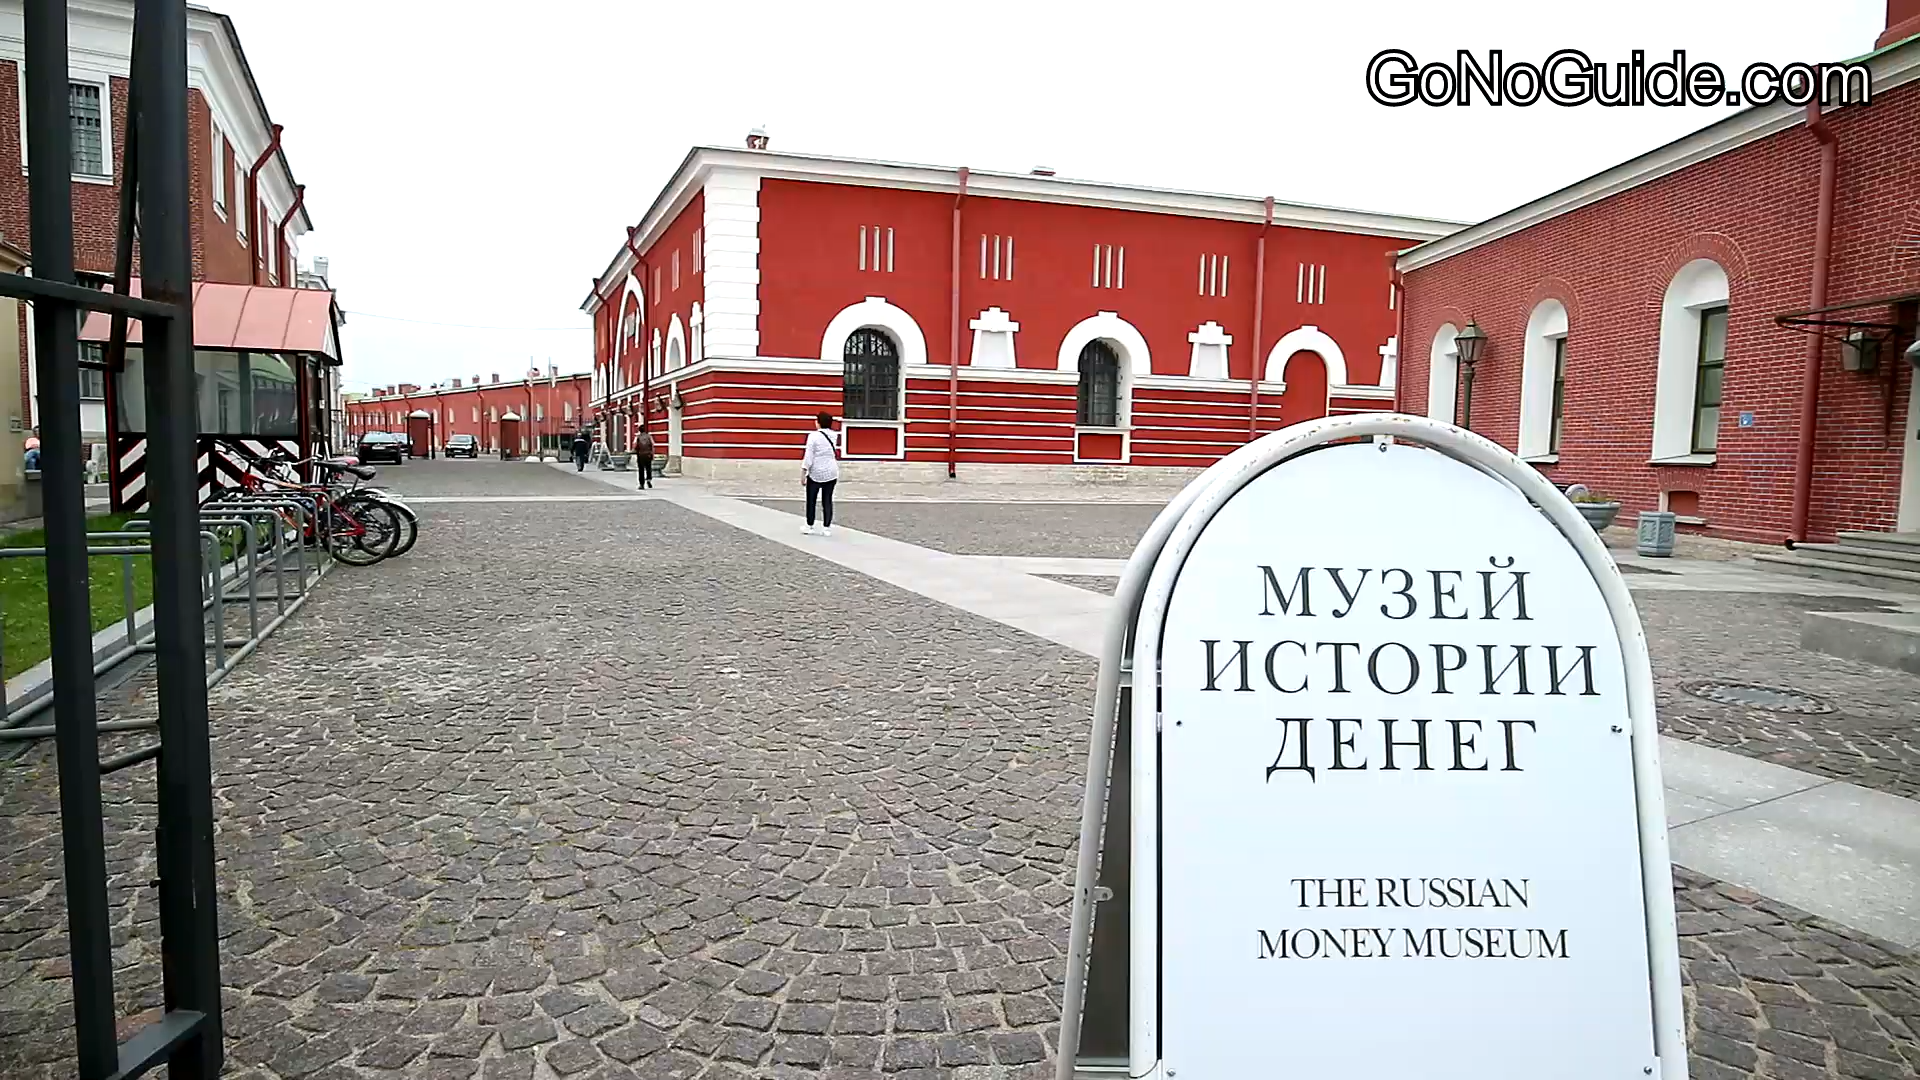 GoNoGuide.com
МУЗЕЙ
ИСТОРИИ
ДЕНЕГ
THE RUSSIAN
MONEY MUSEUM